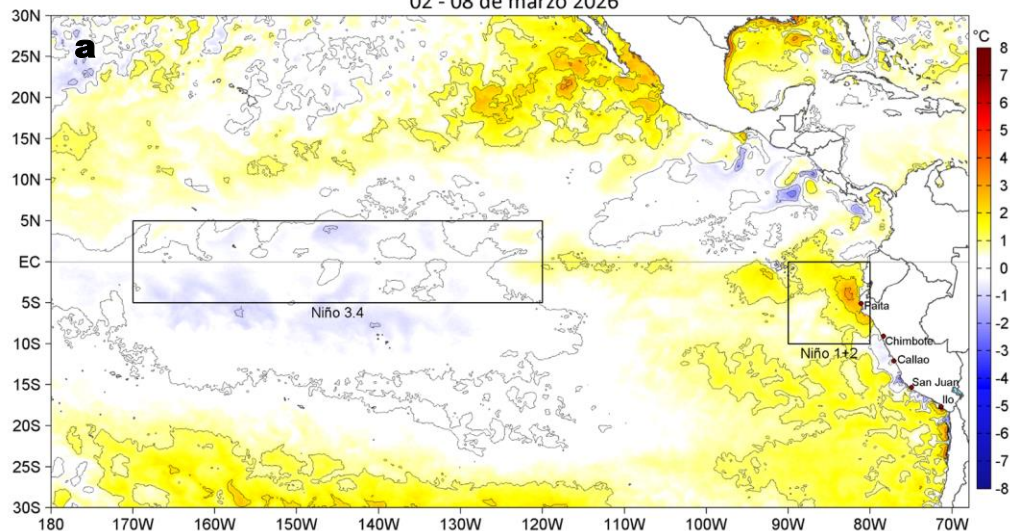 02 - 08 de marzo 2026
a
°C
30N
25N
20N
15N
10N
5N
EC
5S
10S
15S
20S
25S
30S
Niño 3.4
Niño 1+2
Paita
Chimbote
Callao
San Juan
Ilo
8
7
6
5
4
3
2
1
0
-1
-2
-3
-4
-5
-6
-7
-8
180 170W 160W 150W 140W 130W 120W 110W 100W 90W 80W 70W